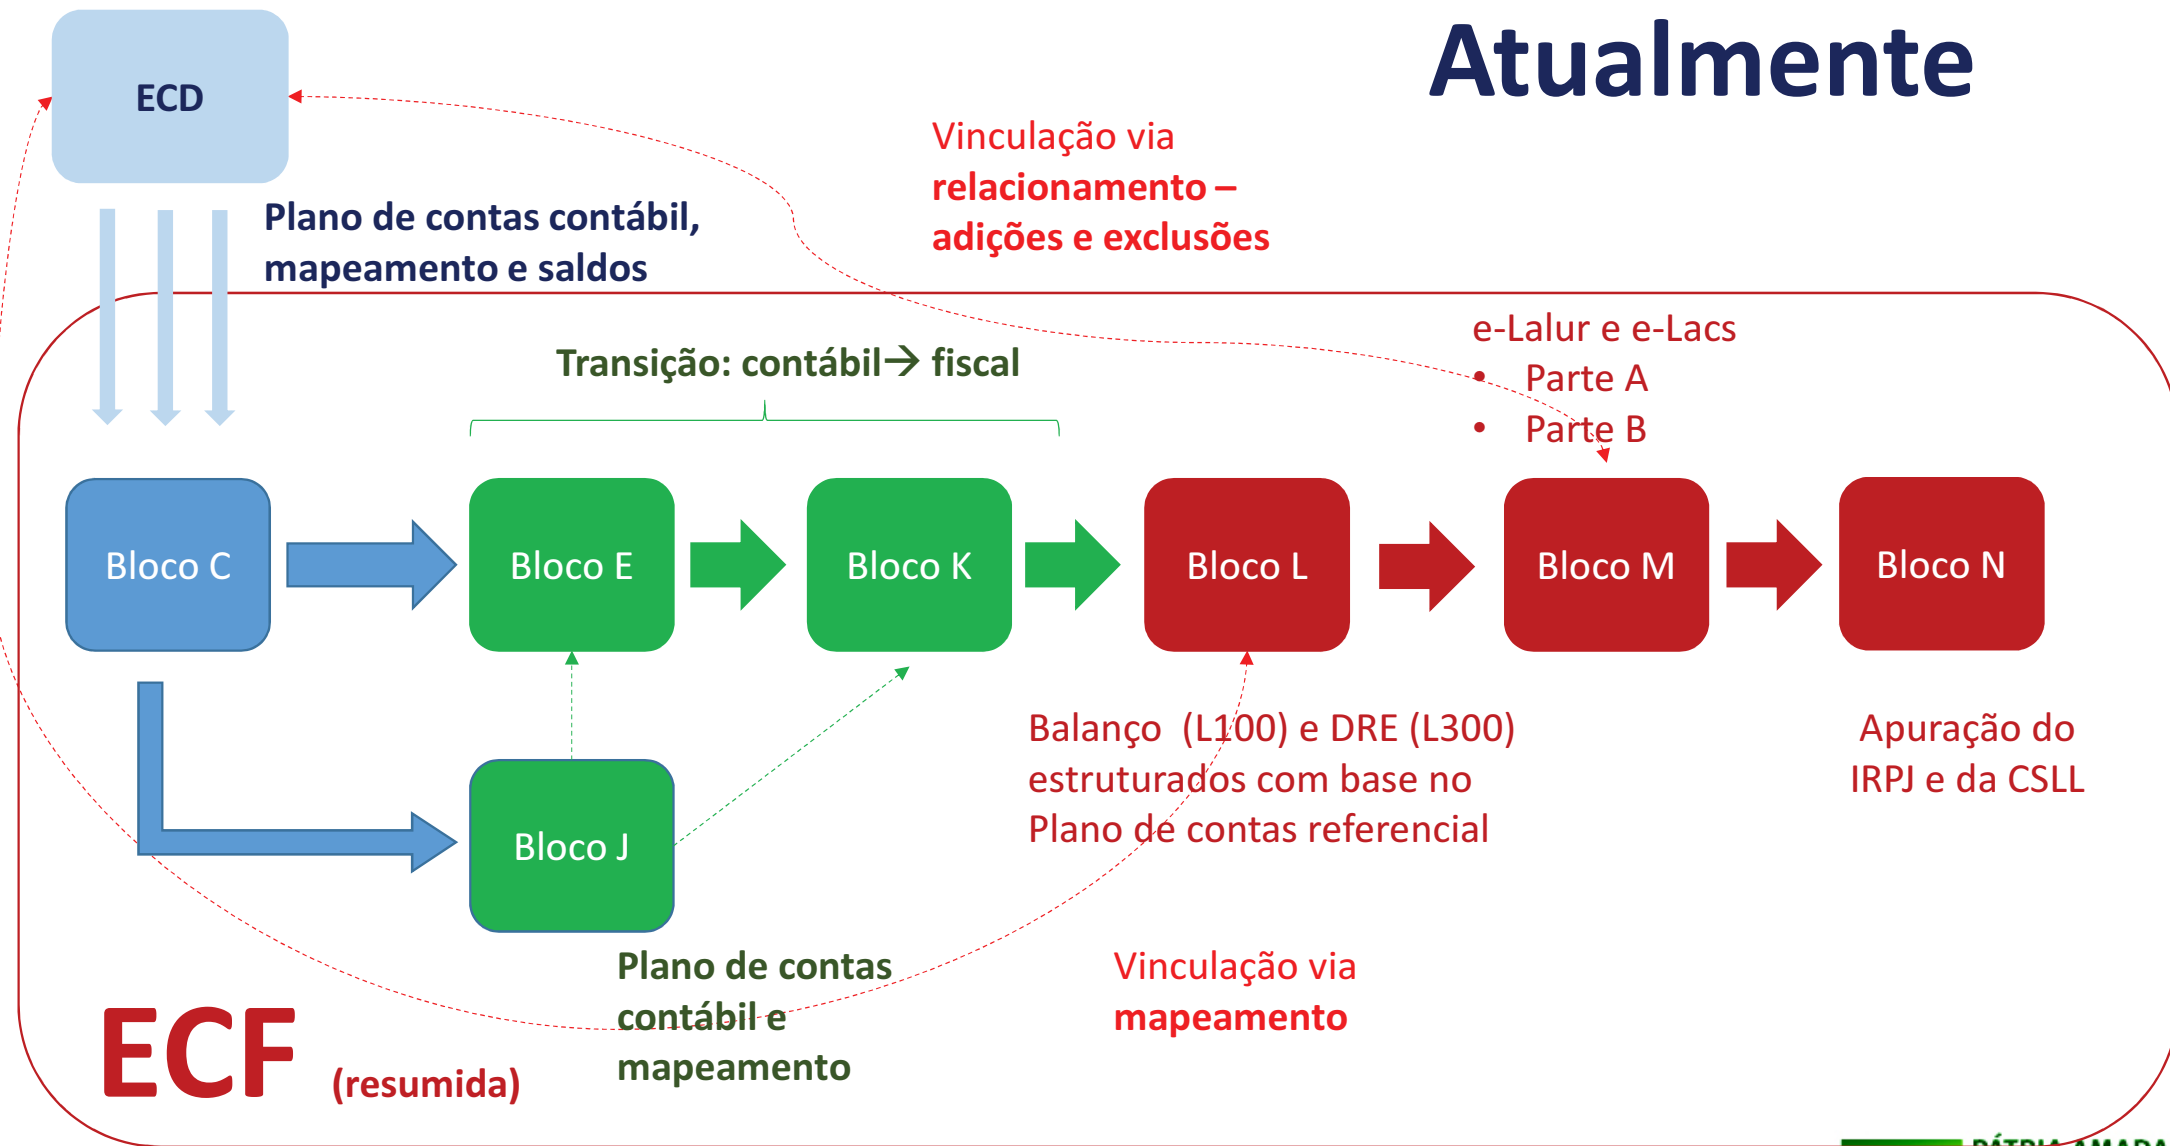 Atualmente
ECD
Vinculação via
relacionamento –
adições e exclusões
Plano de contas contábil,
mapeamento e saldos
e-Lalur e e-Lacs
• Parte A
• Parte B
Transição: contábil→ fiscal
Bloco C
Bloco E
Bloco K
Bloco L
Bloco M
Bloco N
Balanço  (L100) e DRE (L300)
estruturados com base no
Plano de contas referencial
Apuração do
IRPJ e da CSLL
Bloco J
Plano de contas
contábil e
mapeamento
Vinculação via
mapeamento
ECF (resumida)
PÁTRIA AMADA